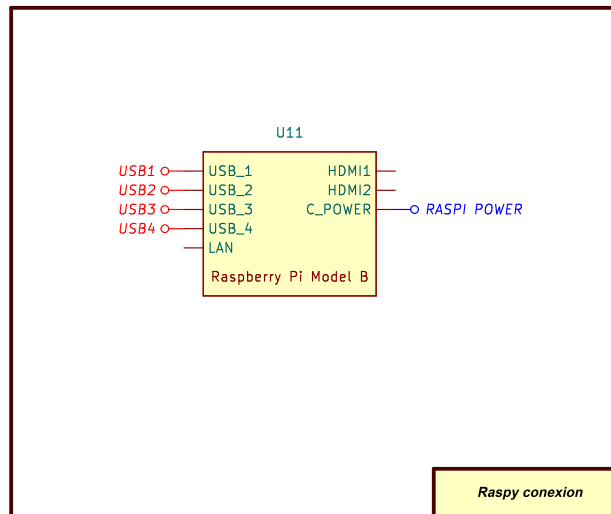 U11
USB1 USB_1 HDMI1
USB2 USB_2 HDMI2
USB3 USB_3 C_POWER RASPI POWER
USB4 USB_4
LAN
Raspberry Pi Model B
Raspy conexion